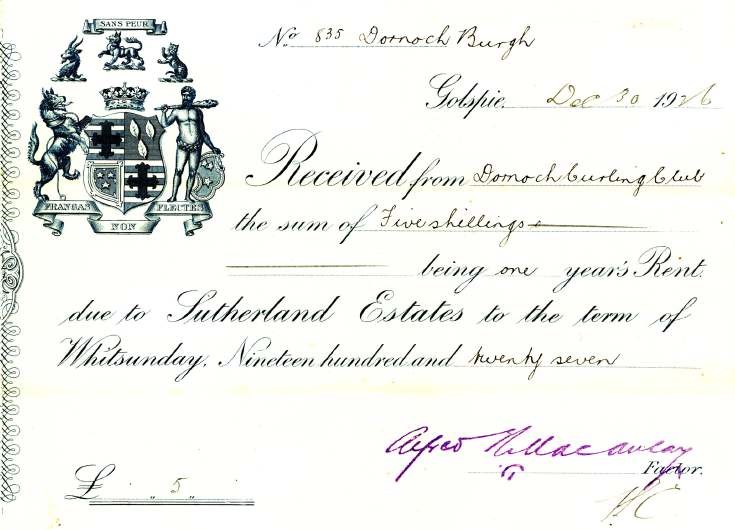 SANS PEUR
FRANGAS NON FLECTES
No 835 Dornoch Burgh
Golspie, Dec 30 1926
Received from Dornoch Curling Club
the sum of Five shillings
being one year's Rent
due to Sutherland Estates to the term of
Whitsunday, Nineteen hundred and twenty seven
Alfred N. Macaulay
Factor.
£ " 5 "